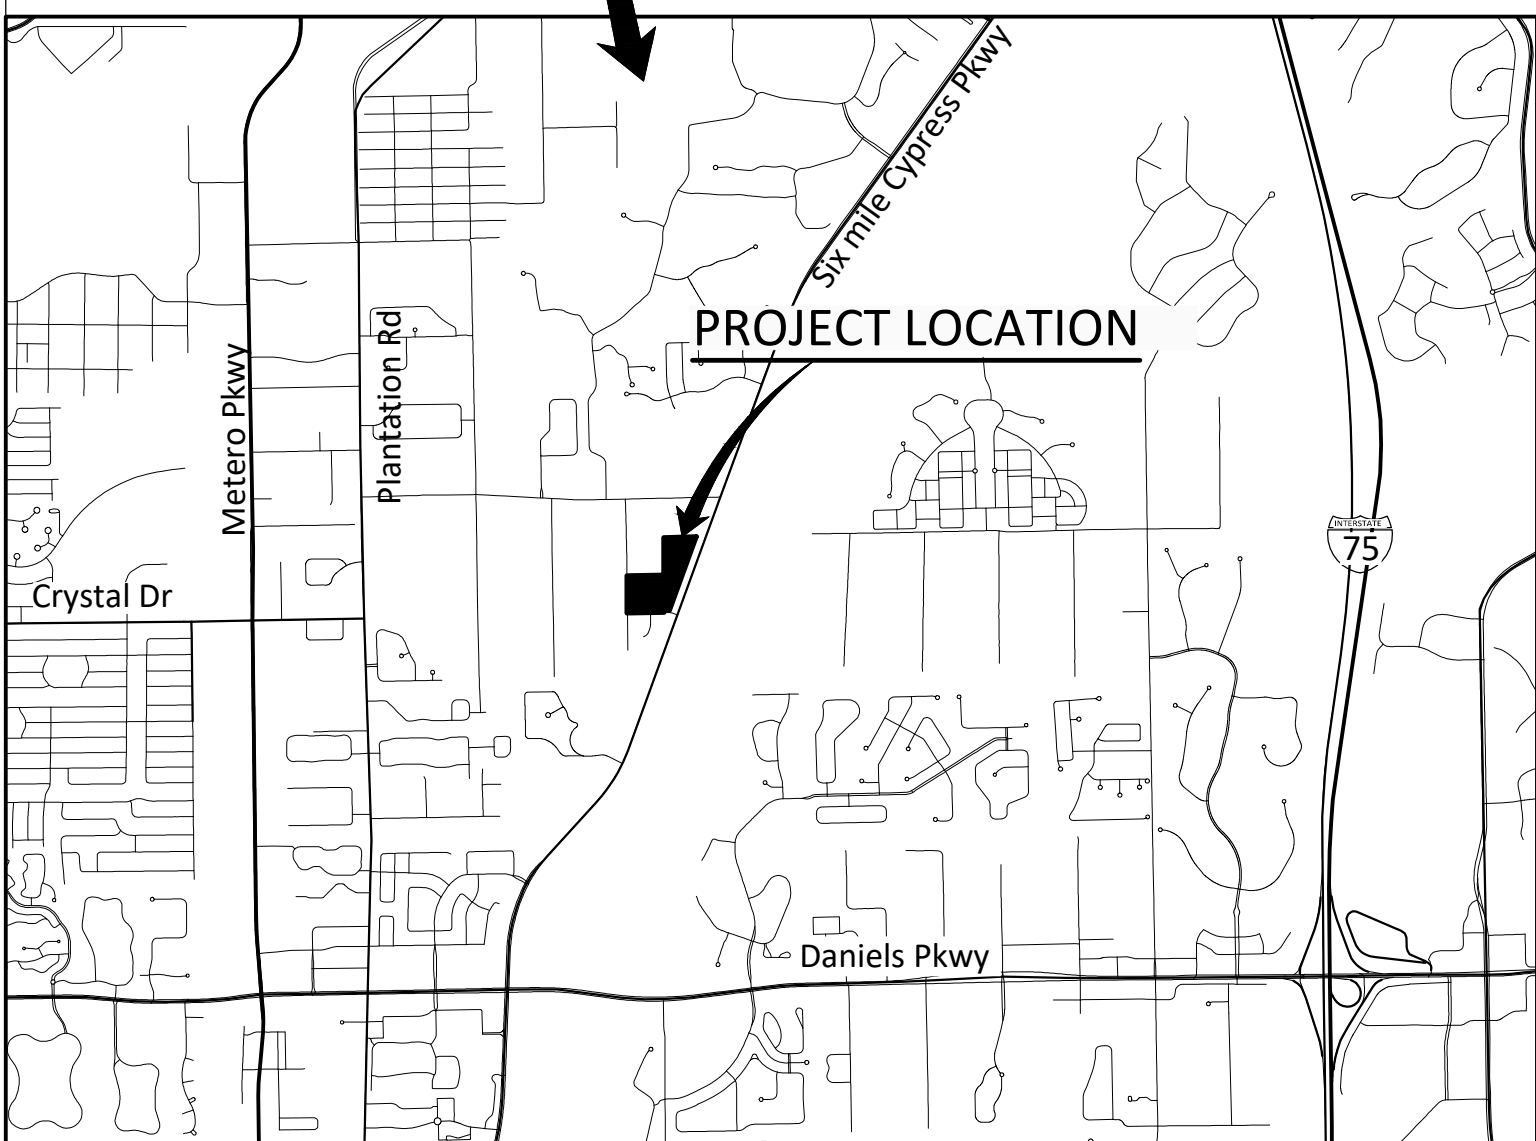 Six mile Cypress Pkwy
PROJECT LOCATION
Plantation Rd
Metero Pkwy
INTERSTATE
75
Crystal Dr
Daniels Pkwy